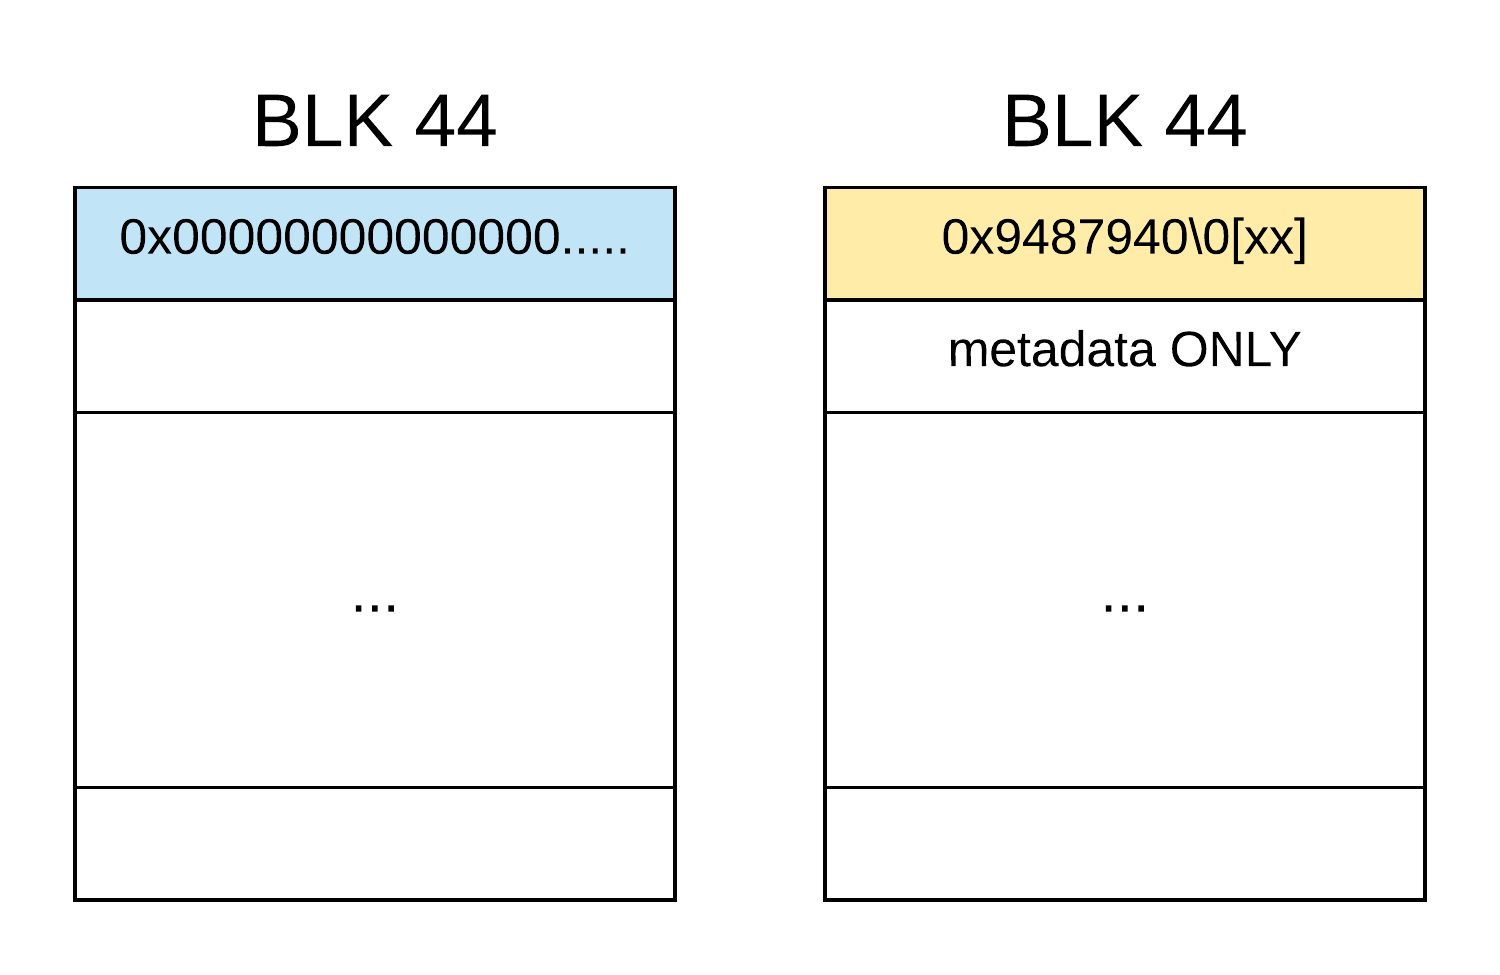 BLK 44
0x00000000000000.....
...
BLK 44
0x9487940\0[xx]
metadata ONLY
...